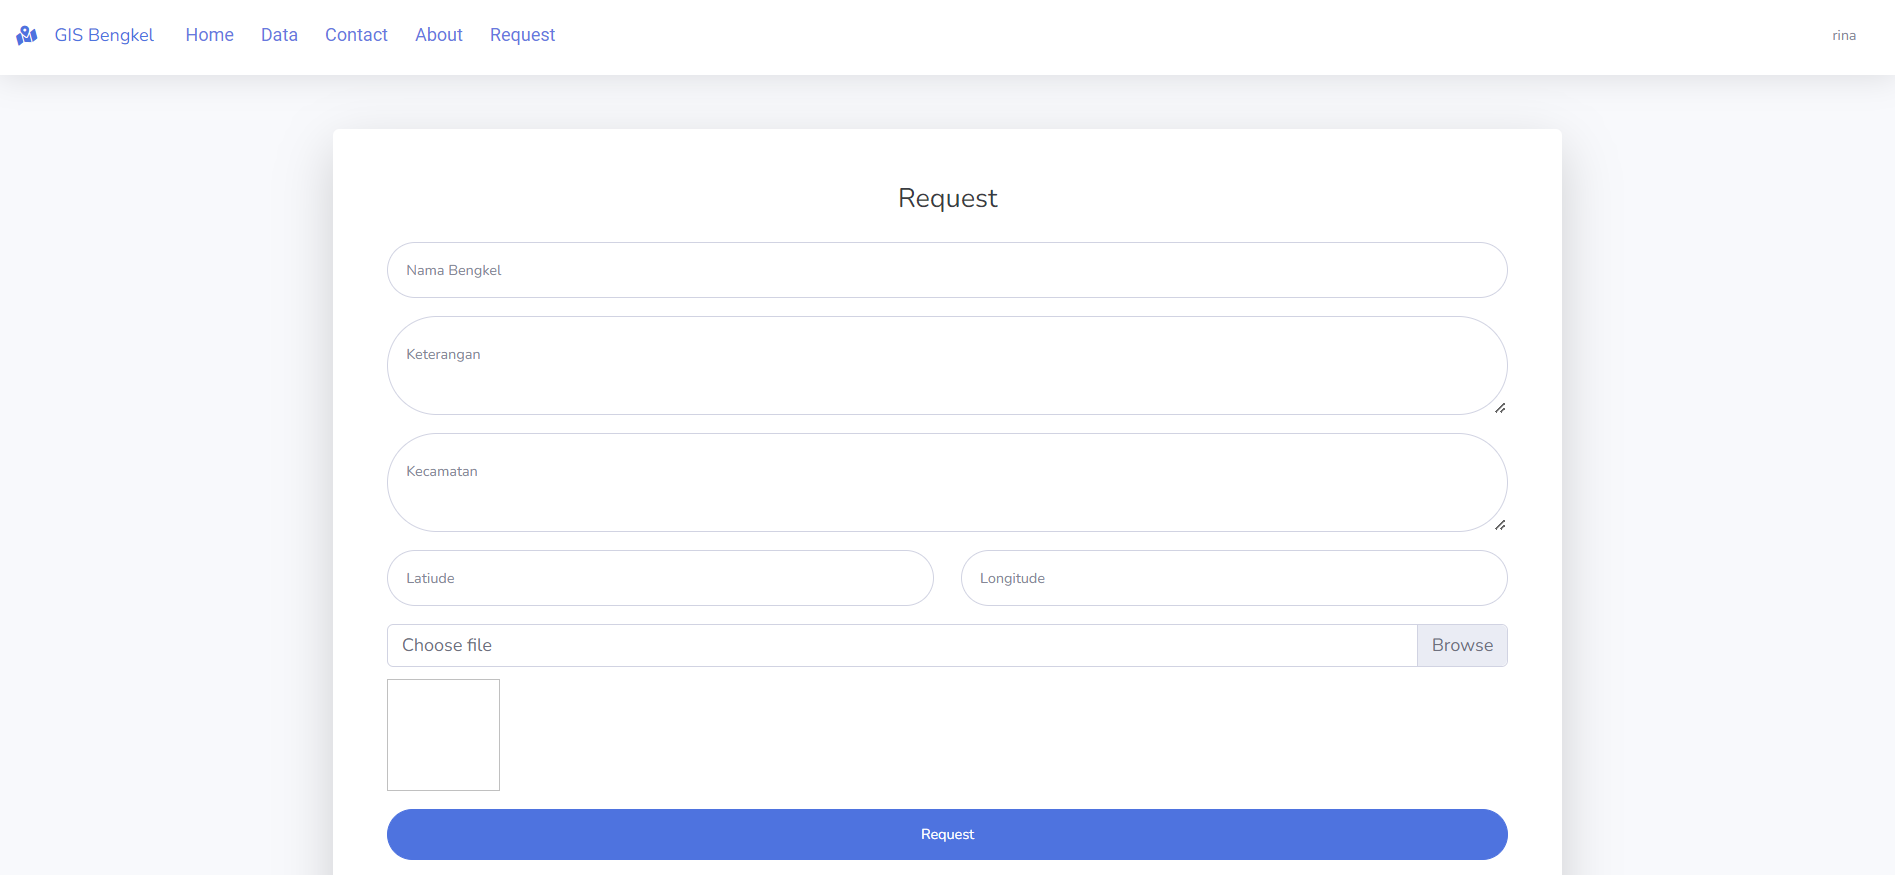 GIS Bengkel Home Data Contact About Request rina
Request
Nama Bengkel
Keterangan
Kecamatan
Latiude Longitude
Choose file Browse
Request